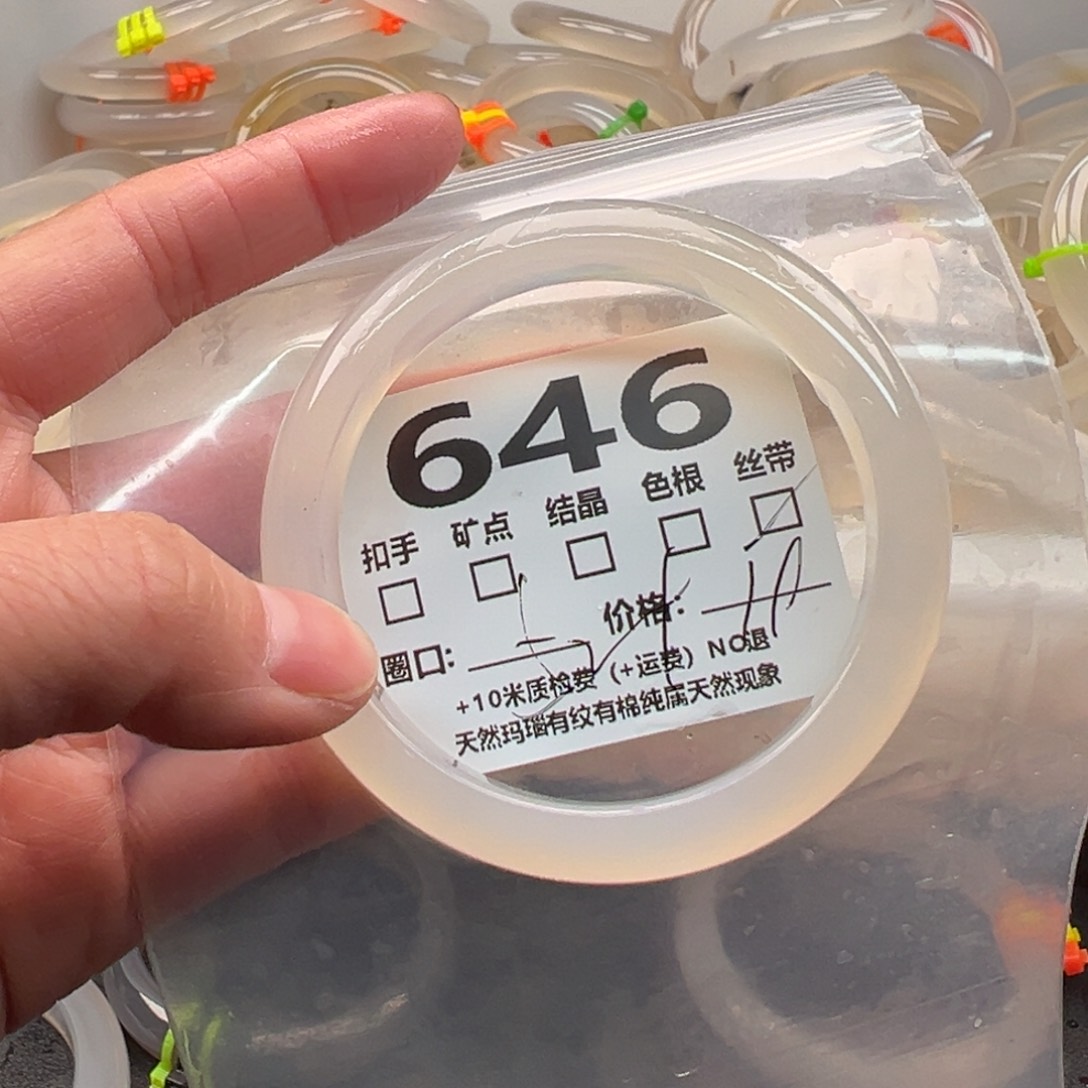 646
扣手 矿点 结晶 色根 丝带
圈口: 价格:
+10米质检费 (+运费) NO退
天然玛瑙有纹有棉纯属天然现象